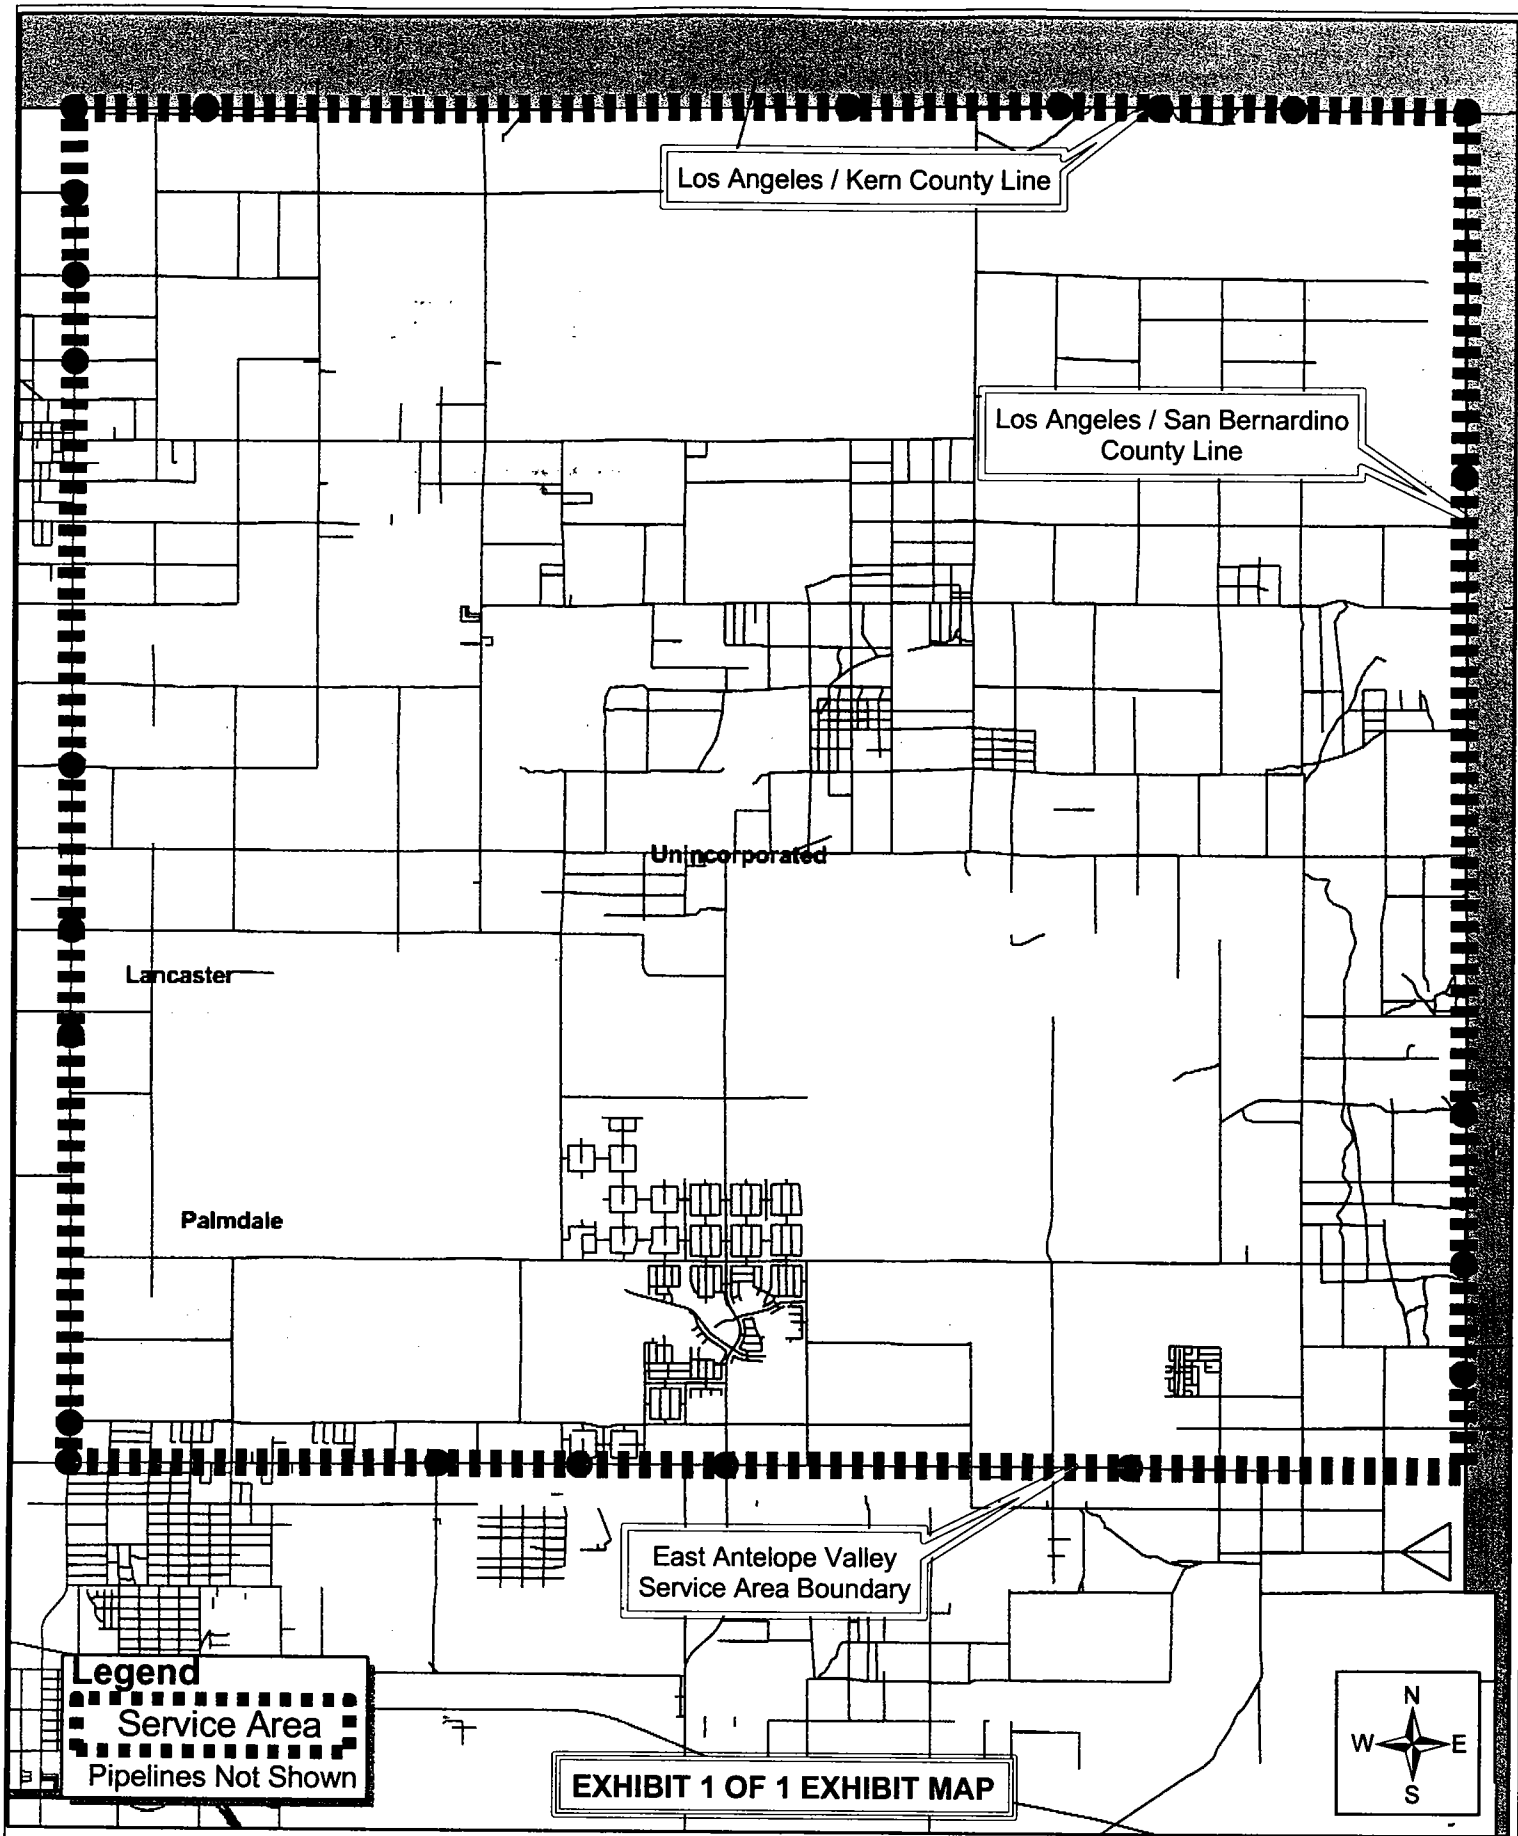 Los Angeles / Kern County Line
Los Angeles / San Bernardino
County Line
Unincorporated
Lancaster
Palmdale
East Antelope Valley
Service Area Boundary
Legend
Service Area
Pipelines Not Shown
EXHIBIT 1 OF 1 EXHIBIT MAP
N
W
E
S